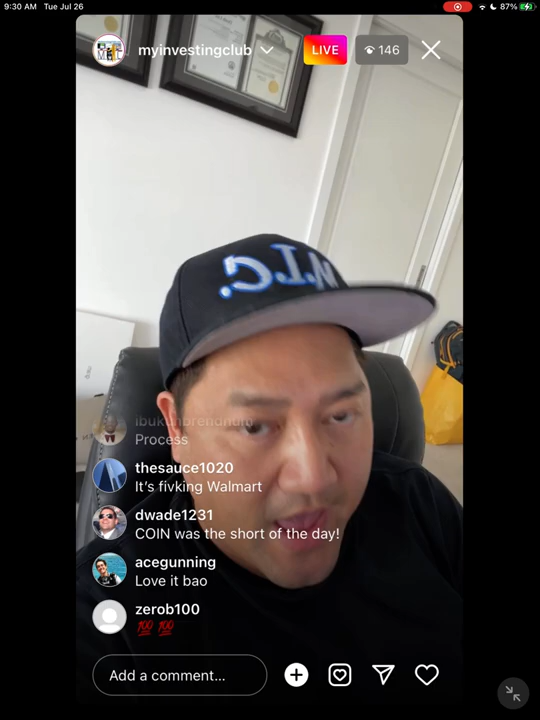 9:30 AM Tue Jul 26
87%
myinvestingclub
LIVE
146
M.I.C.
ibukunbrendnum
Process
thesauce1020
It's fivking Walmart
dwade1231
COIN was the short of the day!
acegunning
Love it bao
zerob100
💯 💯
Add a comment…